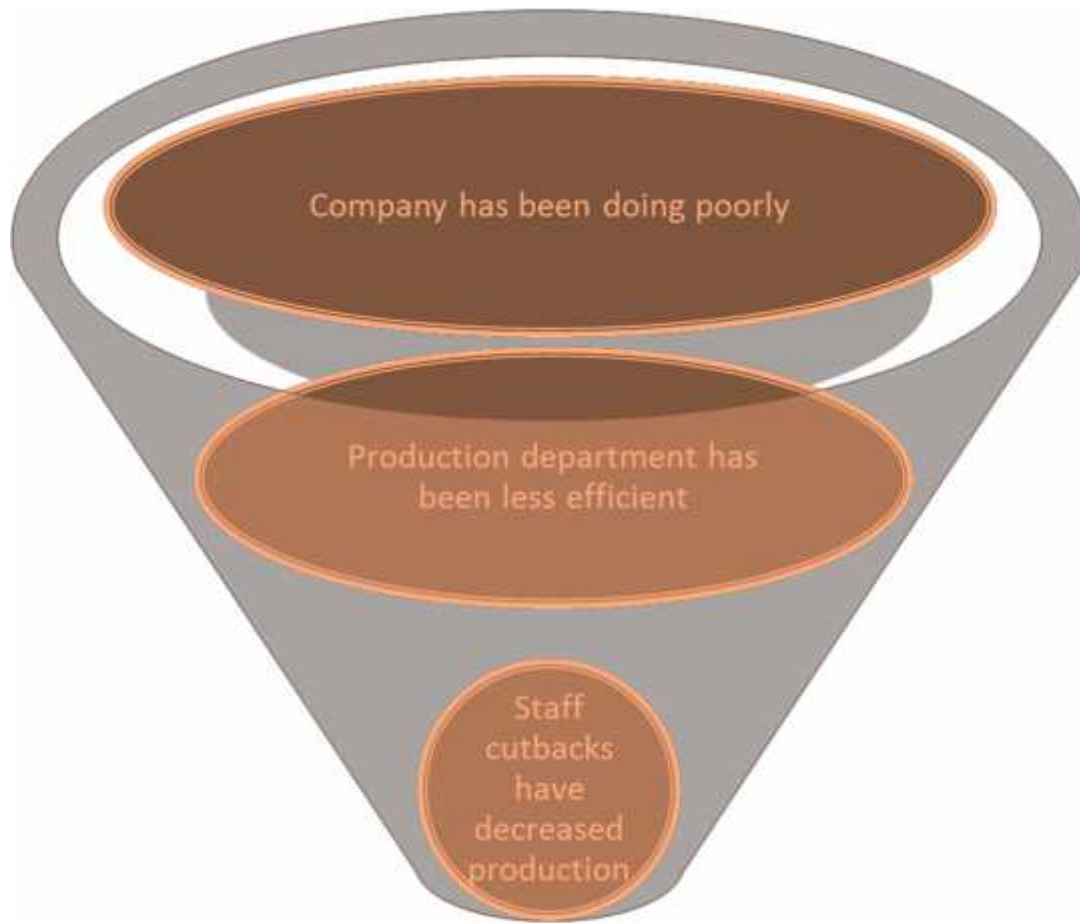 Company has been doing poorly
Production department has
been less efficient
Staff
cutbacks
have
decreased
production